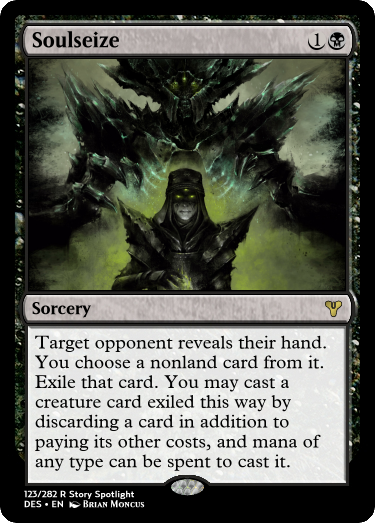 Soulseize 1
Sorcery
Target opponent reveals their hand.
You choose a nonland card from it.
Exile that card. You may cast a
creature card exiled this way by
discarding a card in addition to
paying its other costs, and mana of
any type can be spent to cast it.
123/282 R Story Spotlight
DES • EN Brian Moncus